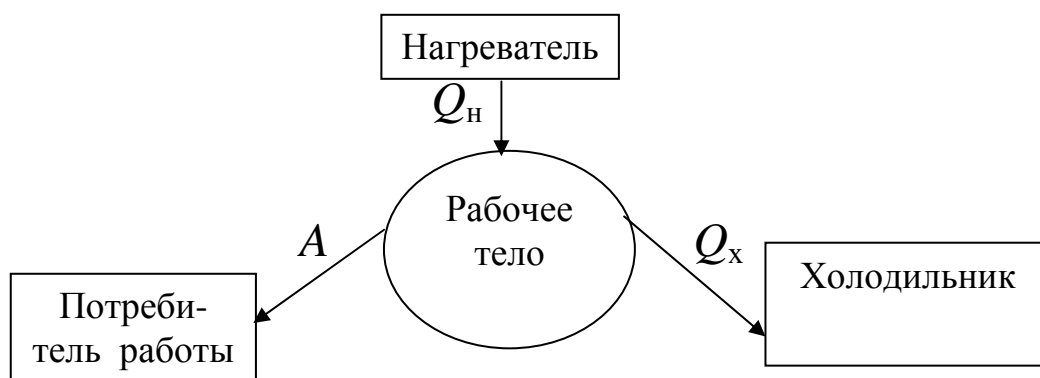 Нагреватель
Qн
Рабочее
тело
A
Qх
Потреби-
тель работы
Холодильник